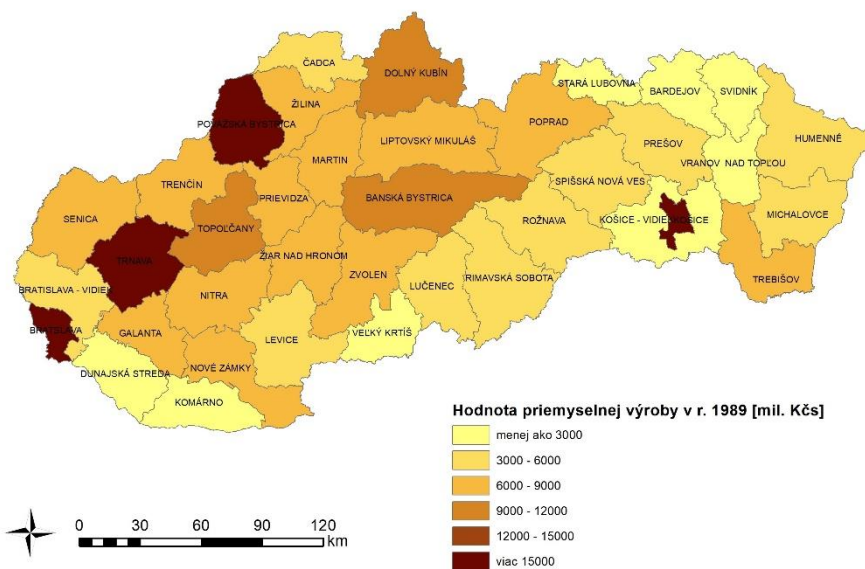 ČADCA
DOLNÝ KUBÍN
STARÁ LUBOVNA
BARDEJOV
SVIDNÍK
ŽILINA
POVAŽSKÁ BYSTRICA
POPRAD
LIPTOVSKÝ MIKULÁŠ
PREŠOV
HUMENNÉ
MARTIN
VRANOV NAD TOPĽOU
TRENČÍN
SPIŠSKÁ NOVÁ VES
PRIEVIDZA
BANSKÁ BYSTRICA
SENICA
TOPOĽČANY
ROŽNAVA
KOŠICE - VIDIEK
KOŠICE
MICHALOVCE
TRNAVA
ŽIAR NAD HRONOM
ZVOLEN
RIMAVSKÁ SOBOTA
TREBIŠOV
BRATISLAVA - VIDIEK
LUČENEC
NITRA
BRATISLAVA
GALANTA
LEVICE
VEĽKÝ KRTÍŠ
NOVÉ ZÁMKY
DUNAJSKÁ STREDA
KOMÁRNO
Hodnota priemyselnej výroby v r. 1989 [mil. Kčs]
menej ako 3000
3000 - 6000
6000 - 9000
9000 - 12000
12000 - 15000
viac 15000
0 30 60 90 120
km